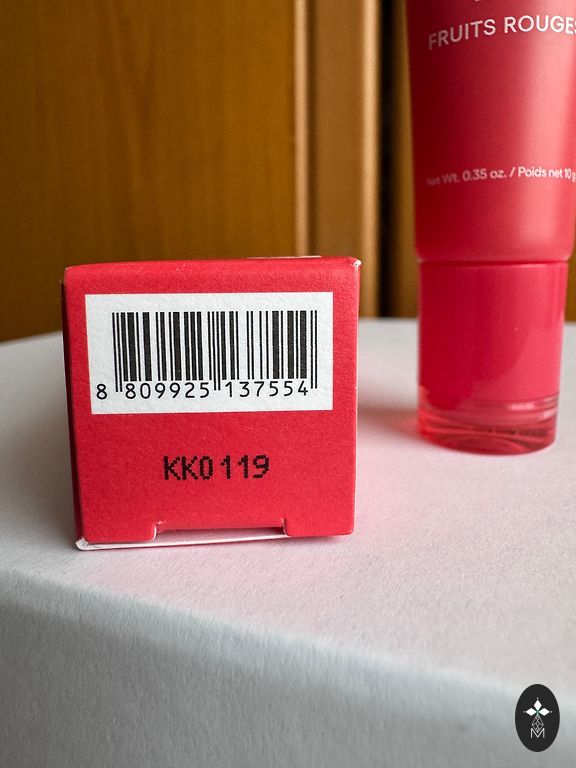 FRUITS ROUGES
Net Wt. 0.35 oz. / Poids net 10 g
8 809925 137554
KK0119
M